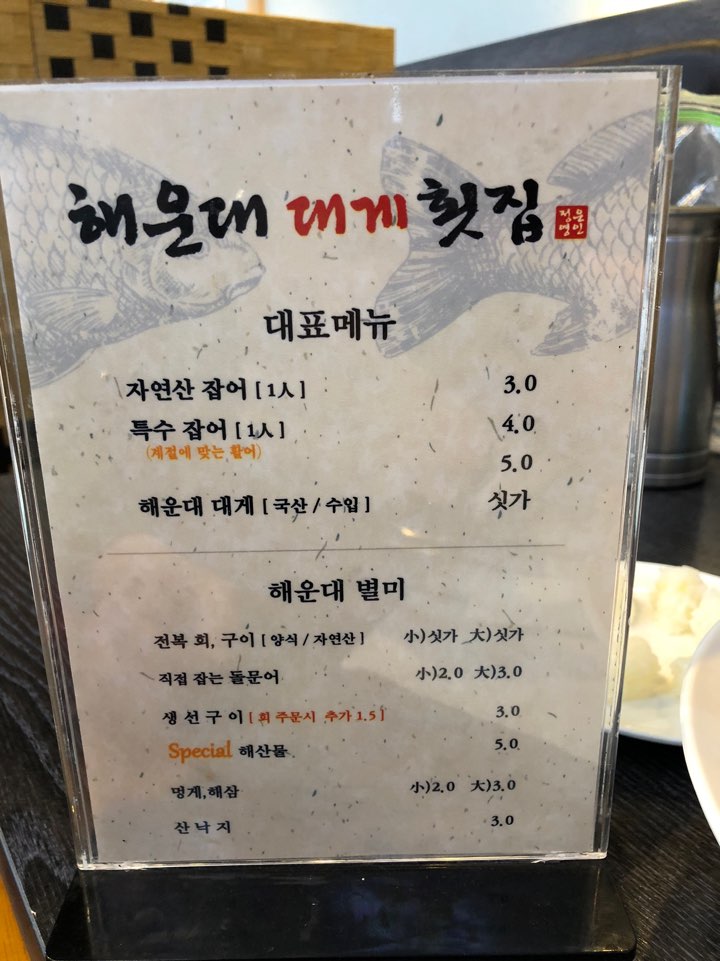 해운대 대게 횟집 정운명인
대표메뉴
자연산 잡어 [ 1人 ] 3.0
특수 잡어 [ 1人 ] 4.0
(계절에 맞는 활어)
5.0
해운대 대게 [ 국산 / 수입 ] 싯가
해운대 별미
전복 회, 구이 [ 양식 / 자연산 ] 小)싯가 大)싯가
직접 잡는 돌문어 小)2.0 大)3.0
생 선 구 이 [ 회 주문시 추가 1.5 ] 3.0
Special 해산물 5.0
멍게,해삼 小)2.0 大)3.0
산 낙 지 3.0